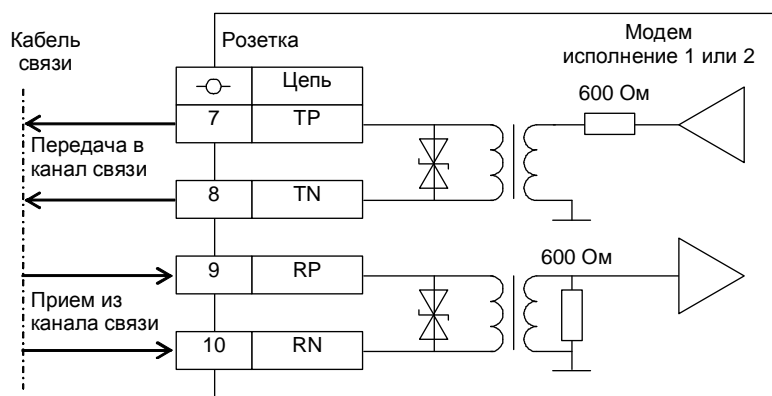 Кабель
связи
Розетка
Модем
исполнение 1 или 2
Цепь
600 Ом
7 TP
Передача в
канал связи
8 TN
9 RP
600 Ом
Прием из
канала связи
10 RN